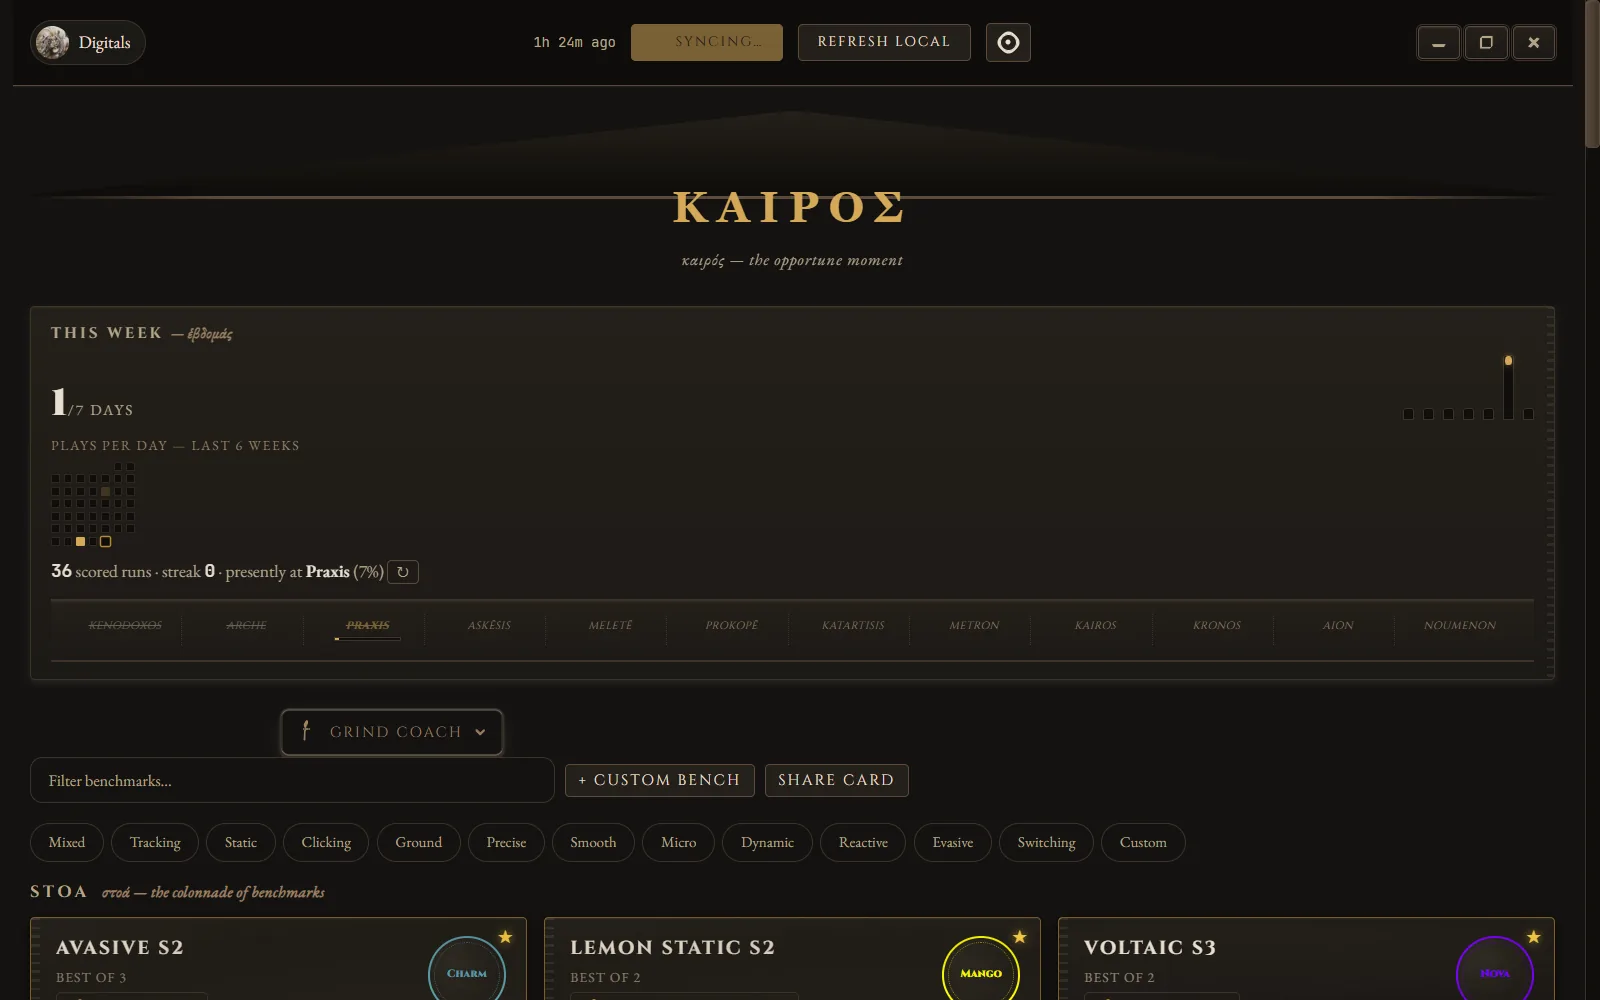 Digitals
1h 24m ago
SYNCING...
REFRESH LOCAL
ΚΑΙΡΟΣ
καιρός — the opportune moment
THIS WEEK — ἑβδομάς
1/7 DAYS
PLAYS PER DAY — LAST 6 WEEKS
36 scored runs · streak 0 · presently at Praxis (7%)
KENODOXOS ARCHE PRAXIS ASKĒSIS MELETĒ PROKOPĒ KATARTISIS METRON KAIROS KRONOS AION NOUMENON
GRIND COACH
Filter benchmarks...
+ CUSTOM BENCH
SHARE CARD
Mixed Tracking Static Clicking Ground Precise Smooth Micro Dynamic Reactive Evasive Switching Custom
STOA στοά — the colonnade of benchmarks
AVASIVE S2
BEST OF 3
CHARM
LEMON STATIC S2
BEST OF 2
MANGO
VOLTAIC S3
BEST OF 2
NOVA